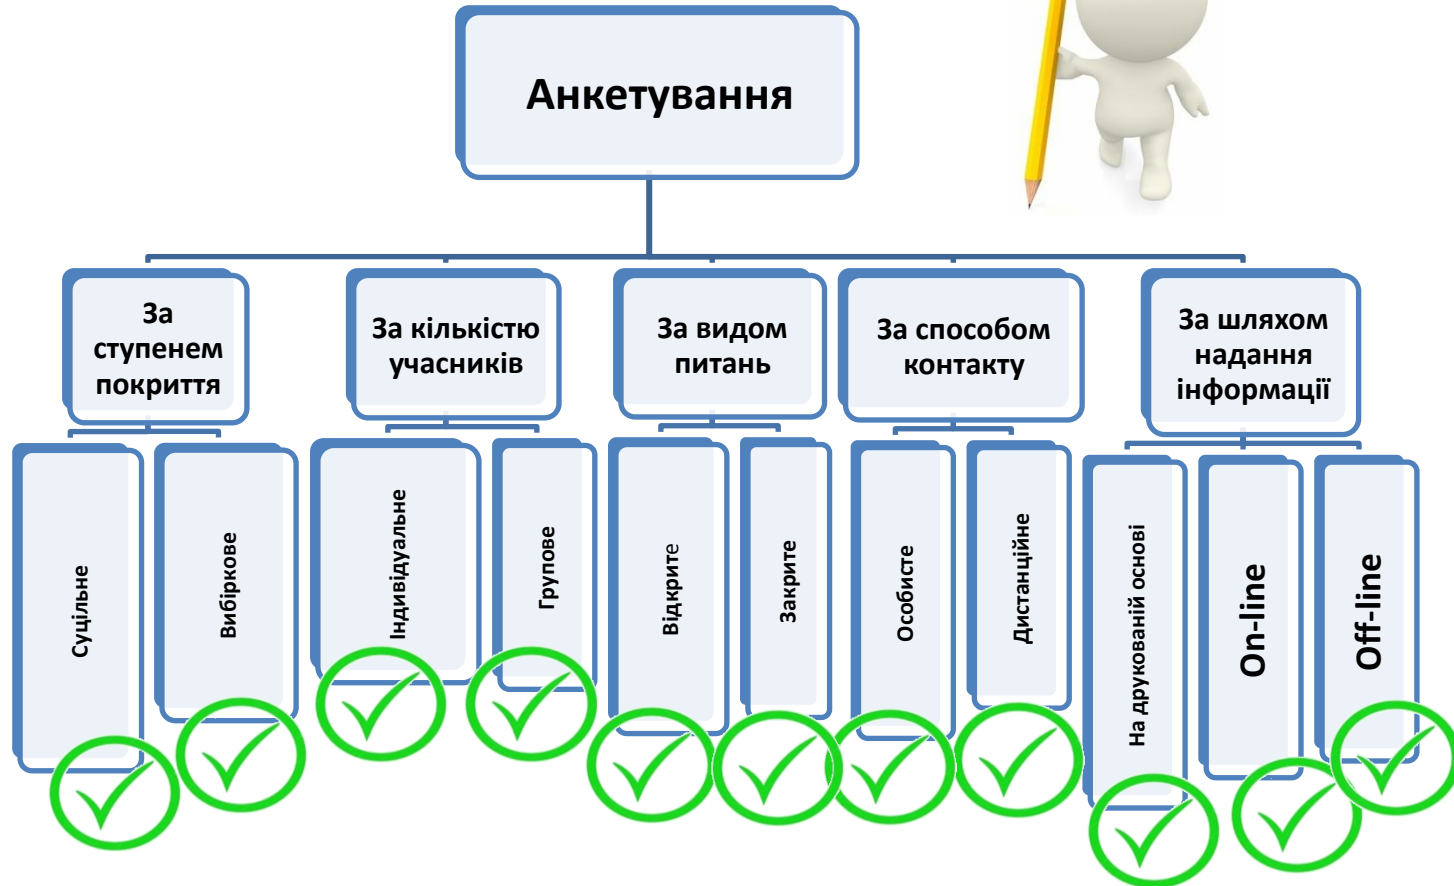 Анкетування
За
ступенем
покриття
За кількістю
учасників
За видом
питань
За способом
контакту
За шляхом
надання
інформації
Суцільне
Вибіркове
Індивідуальне
Групове
Відкрите
Закрите
Особисте
Дистанційне
На друкованій основі
On-line
Off-line